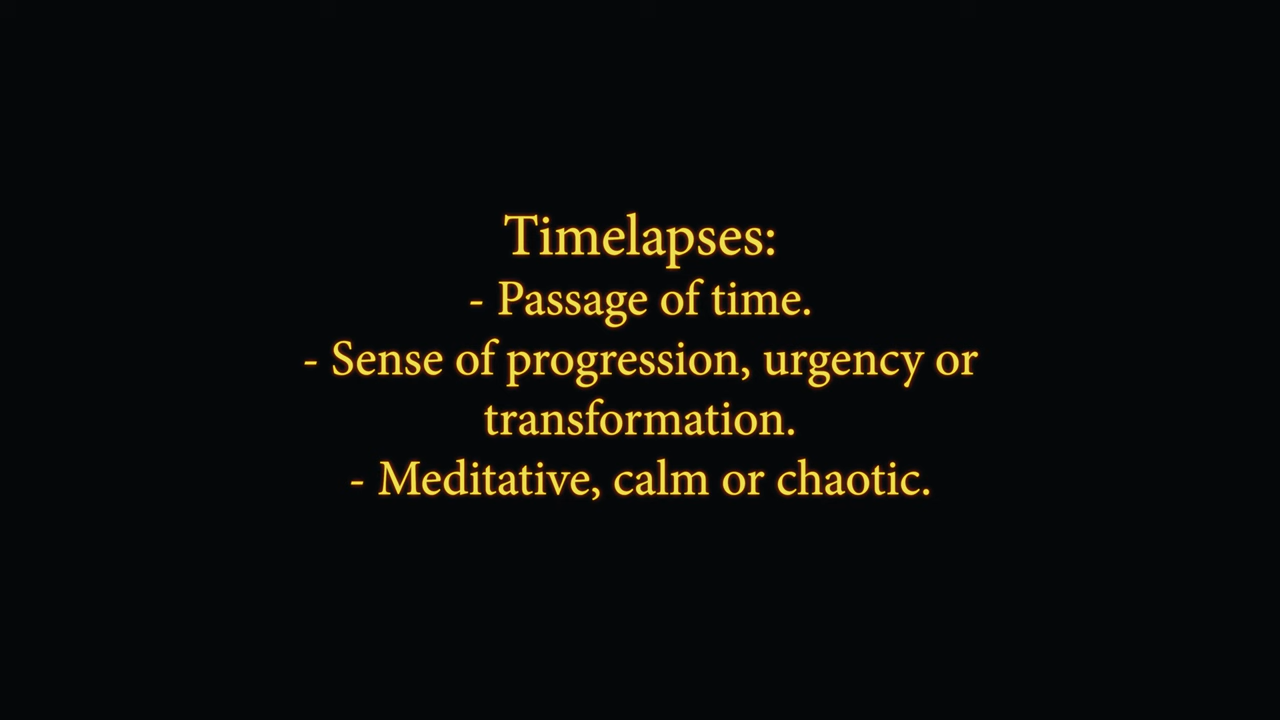 Timelapses:
- Passage of time.
- Sense of progression, urgency or
transformation.
- Meditative, calm or chaotic.